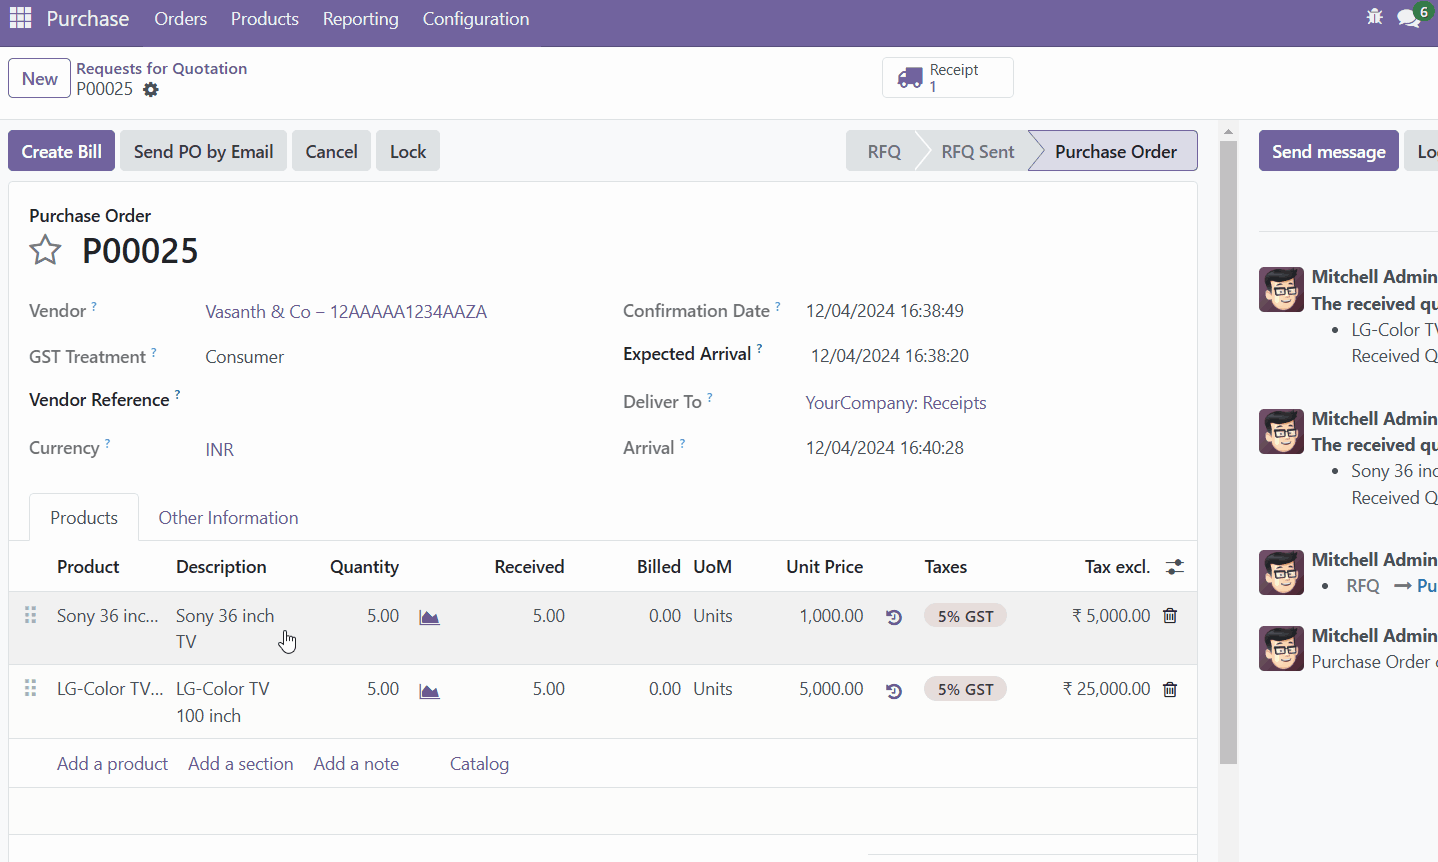 Purchase Orders Products Reporting Configuration 6
New Requests for Quotation
P00025
Receipt
1
Create Bill Send PO by Email Cancel Lock RFQ RFQ Sent Purchase Order Send message Lo
Purchase Order
P00025
Vendor ? Vasanth & Co – 12AAAAA1234AAZA
GST Treatment ? Consumer
Vendor Reference ?
Currency ? INR
Confirmation Date ? 12/04/2024 16:38:49
Expected Arrival ? 12/04/2024 16:38:20
Deliver To ? YourCompany: Receipts
Arrival ? 12/04/2024 16:40:28
Products Other Information
Product Description Quantity Received Billed UoM Unit Price Taxes Tax excl.
Sony 36 inc... Sony 36 inch 5.00 5.00 0.00 Units 1,000.00 5% GST ₹ 5,000.00
TV
LG-Color TV... LG-Color TV 5.00 5.00 0.00 Units 5,000.00 5% GST ₹ 25,000.00
100 inch
Add a product Add a section Add a note Catalog
Mitchell Admin
The received qu
• LG-Color TV
Received Q
Mitchell Admin
The received qu
• Sony 36 inc
Received Q
Mitchell Admin
• RFQ → Pu
Mitchell Admin
Purchase Order